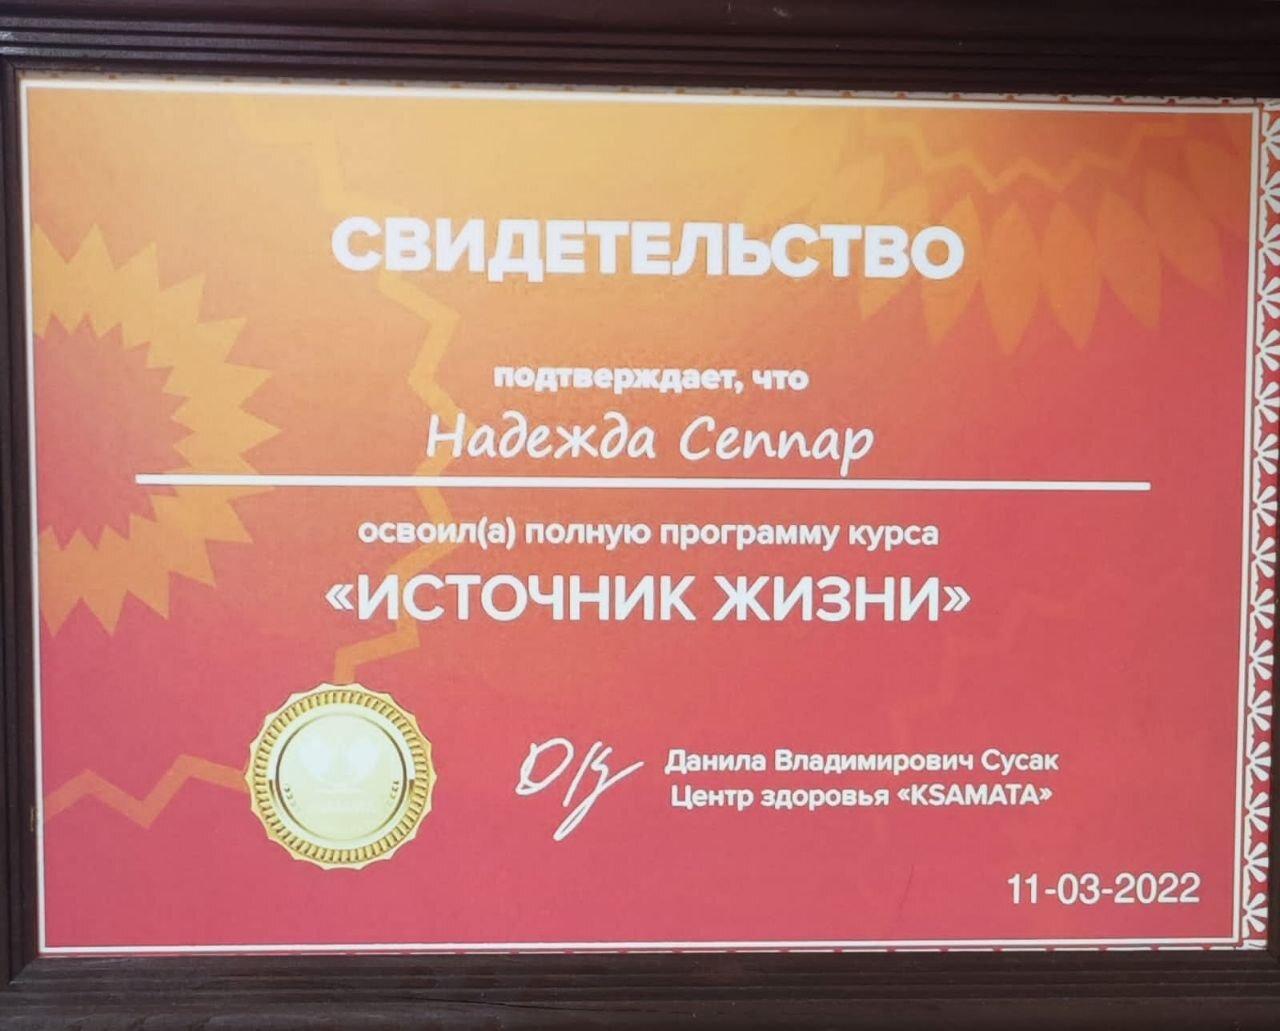 СВИДЕТЕЛЬСТВО
подтверждает, что
Надежда Сеппар
освоил(а) полную программу курса
«ИСТОЧНИК ЖИЗНИ»
Данила Владимирович Сусак
Центр здоровья «KSAMATA»
11-03-2022